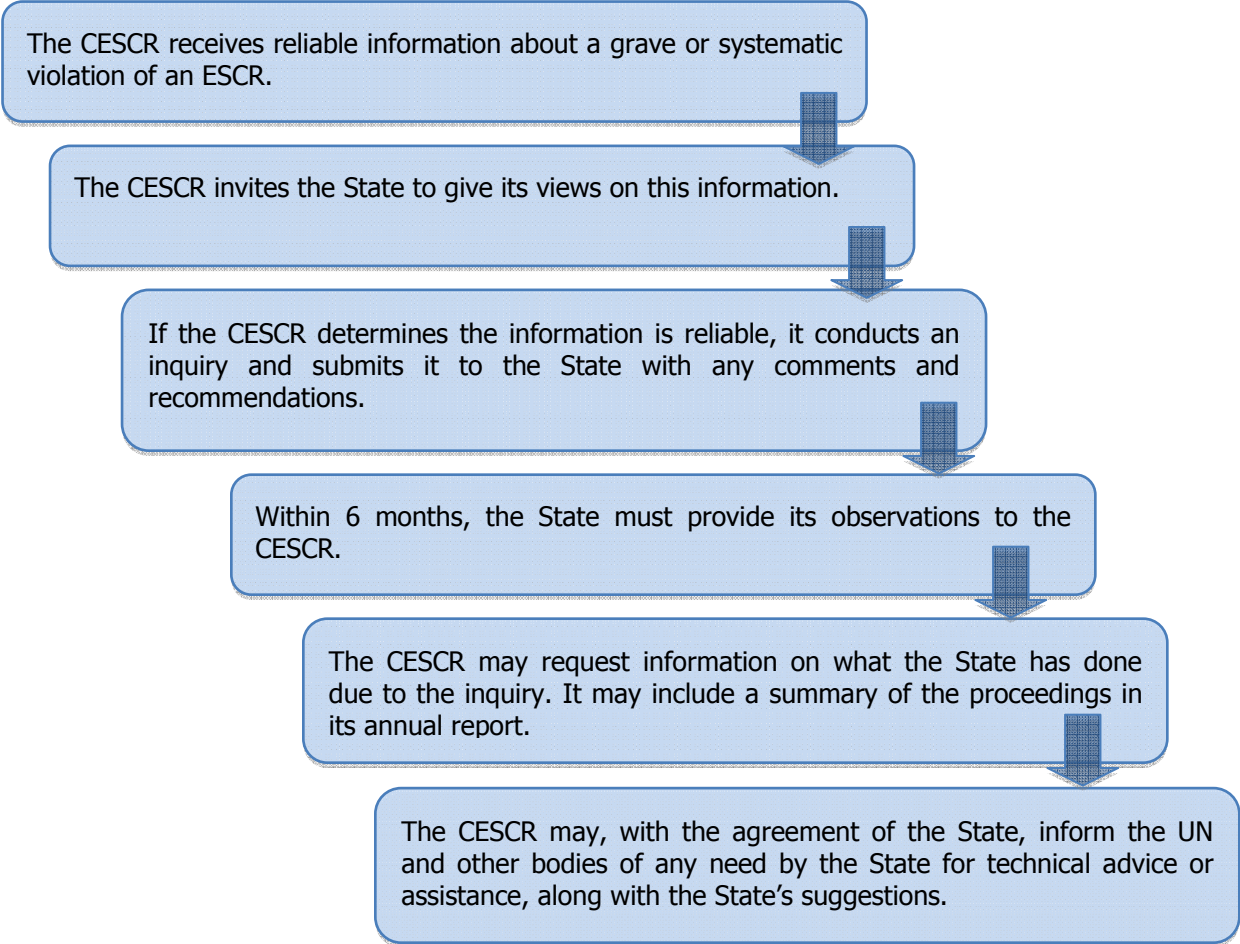 The CESCR receives reliable information about a grave or systematic
violation of an ESCR.
The CESCR invites the State to give its views on this information.
If the CESCR determines the information is reliable, it conducts an
inquiry and submits it to the State with any comments and
recommendations.
Within 6 months, the State must provide its observations to the
CESCR.
The CESCR may request information on what the State has done
due to the inquiry. It may include a summary of the proceedings in
its annual report.
The CESCR may, with the agreement of the State, inform the UN
and other bodies of any need by the State for technical advice or
assistance, along with the State’s suggestions.